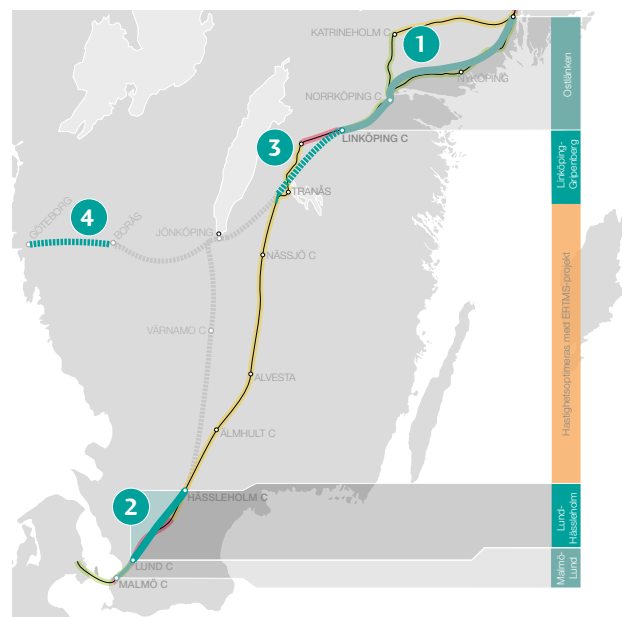 KATRINEHOLM C
1
NYKÖPING
NORRKÖPING C
Ostlänken
LINKÖPING C
3
Linköping-
Gripenberg
TRANÅS
GÖTEBORG
4
BORÅS
JÖNKÖPING
NÄSSJÖ C
Hastighetsoptimeras med ERTMS-projekt
VÄRNAMO C
ALVESTA
ÄLMHULT C
HÄSSLEHOLM C
2
Lund-
Hässleholm
LUND C
MALMÖ C
Malmö-
Lund